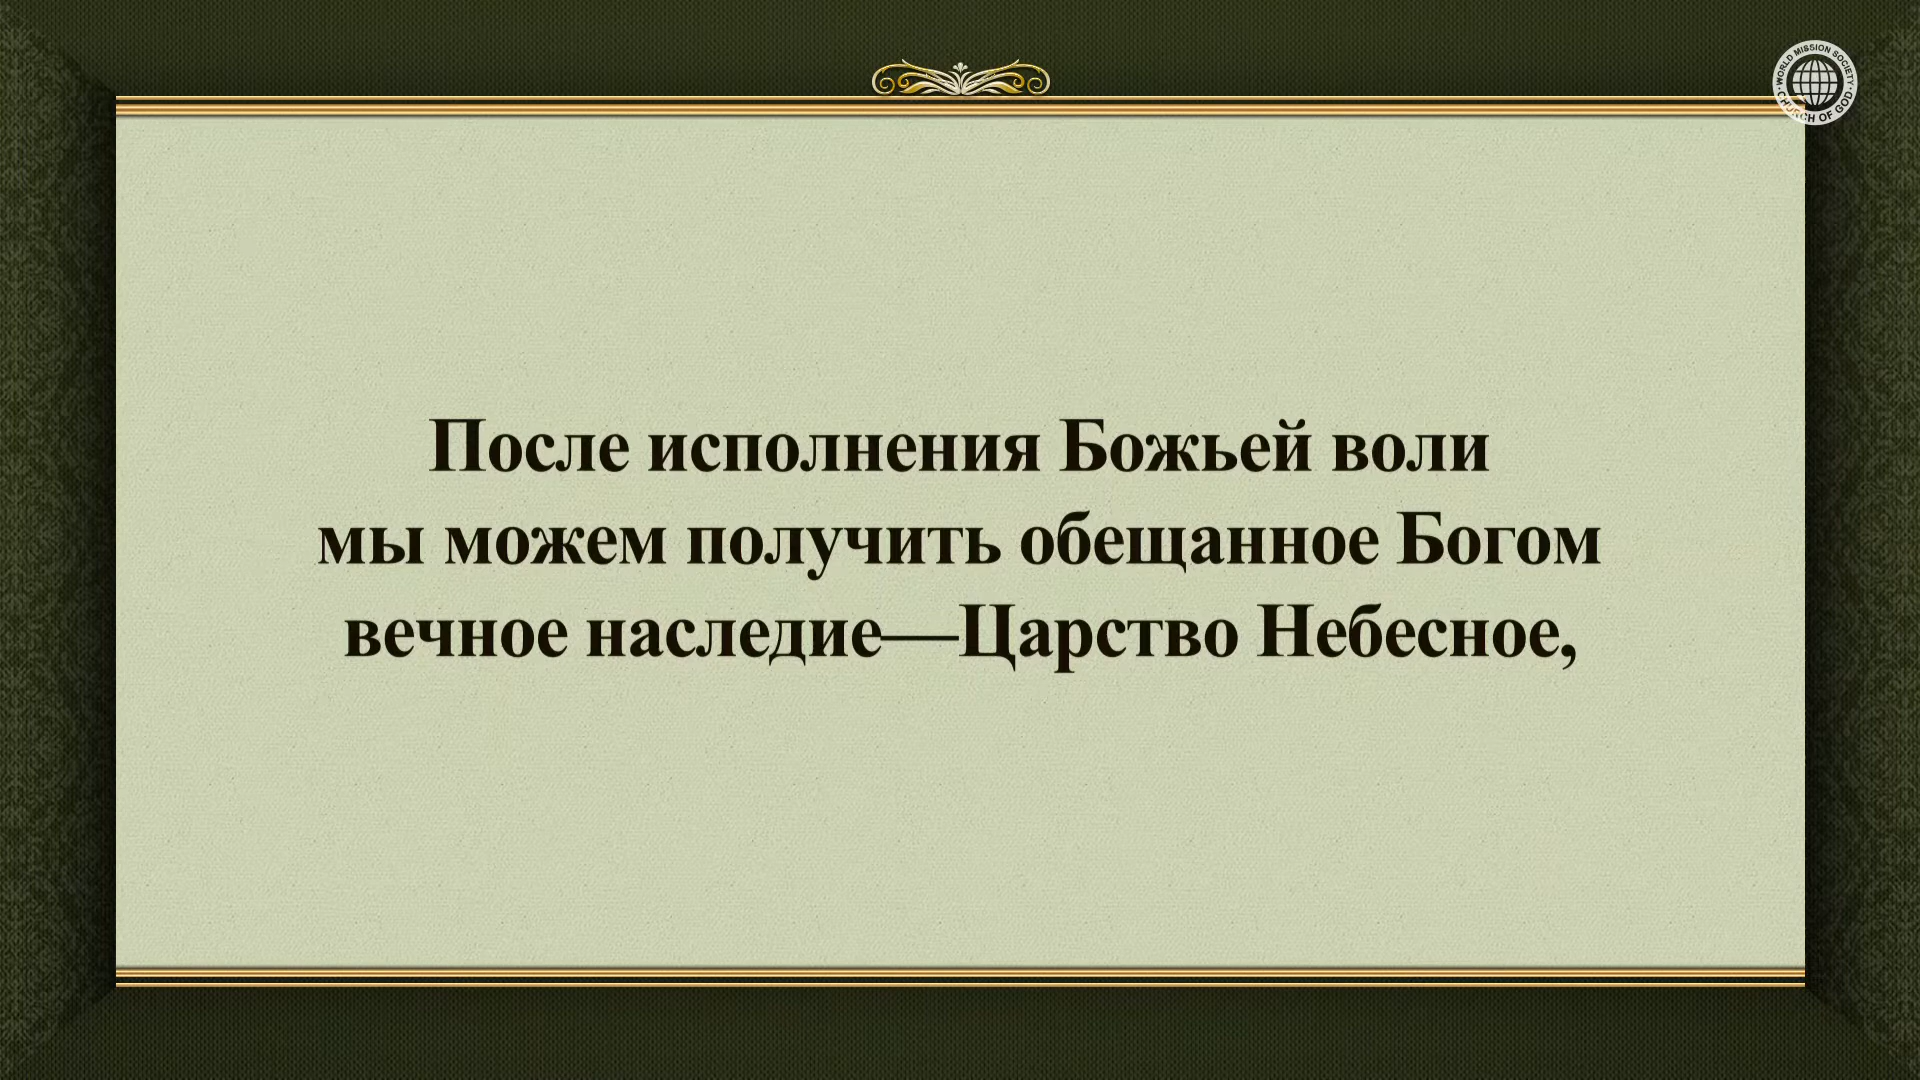 WORLD MISSION SOCIETY
CHURCH OF GOD
После исполнения Божьей воли
мы можем получить обещанное Богом
вечное наследие—Царство Небесное,